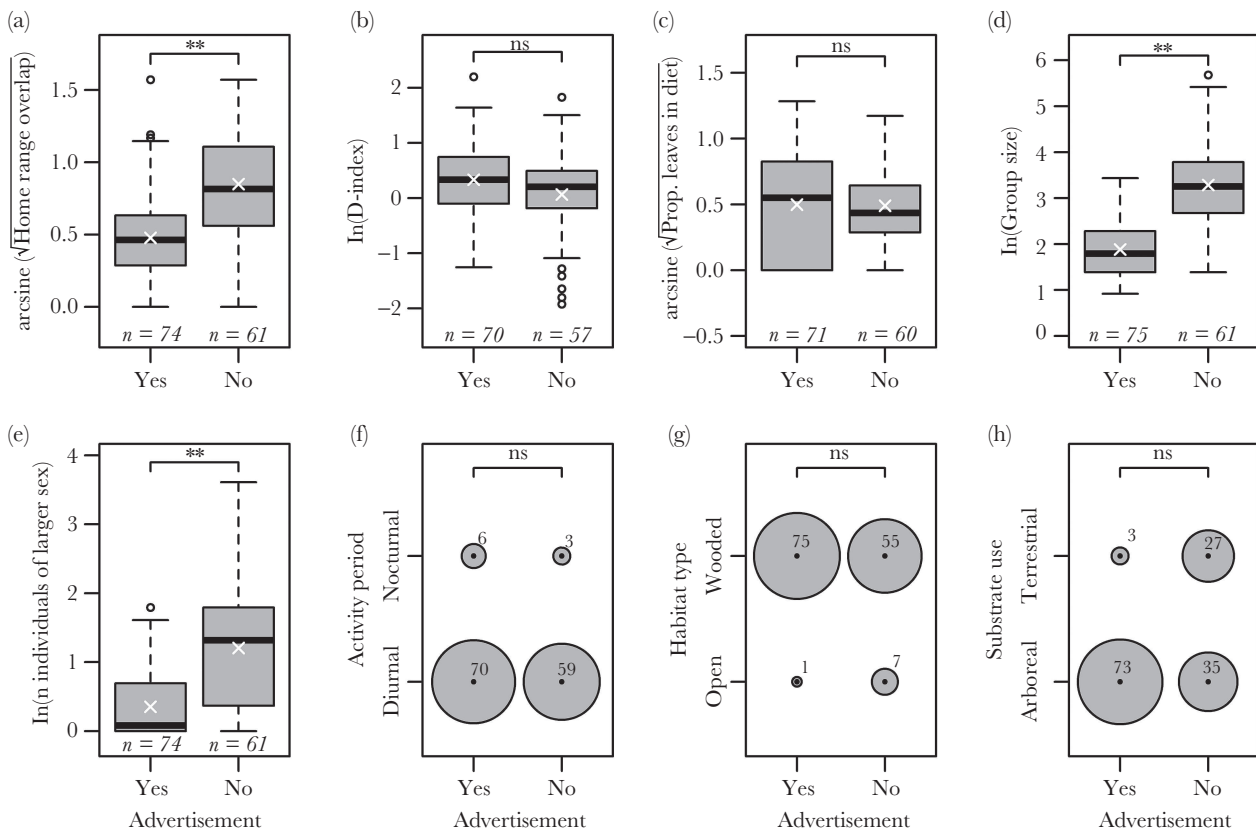 (a)
arcsine (√Home range overlap)
1.5
1.0
0.5
0.0
**
n = 74
n = 61
Yes
No
(b)
ln(D-index)
2
1
0
−1
−2
ns
n = 70
n = 57
Yes
No
(c)
arcsine (√Prop. leaves in diet)
1.5
1.0
0.5
0.0
−0.5
ns
n = 71
n = 60
Yes
No
(d)
ln(Group size)
6
5
4
3
2
1
0
**
n = 75
n = 61
Yes
No
(e)
ln(n individuals of larger sex)
4
3
2
1
0
**
n = 74
n = 61
Yes
No
Advertisement
(f)
Activity period
Nocturnal
Diurnal
ns
6
3
70
59
Yes
No
Advertisement
(g)
Habitat type
Wooded
Open
ns
75
55
1
7
Yes
No
Advertisement
(h)
Substrate use
Terrestrial
Arboreal
ns
3
27
73
35
Yes
No
Advertisement